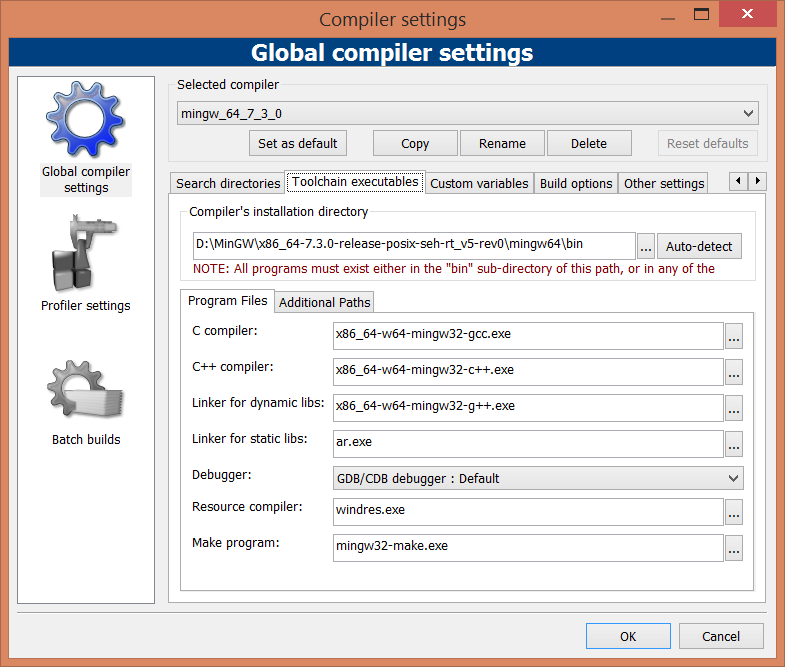 Compiler settings
Global compiler settings
Global compiler
settings
Profiler settings
Batch builds
Selected compiler
mingw_64_7_3_0
Set as default
Copy
Rename
Delete
Reset defaults
Search directories
Toolchain executables
Custom variables
Build options
Other settings
Compiler's installation directory
D:\MinGW\x86_64-7.3.0-release-posix-seh-rt_v5-rev0\mingw64\bin
...
Auto-detect
NOTE: All programs must exist either in the "bin" sub-directory of this path, or in any of the
Program Files
Additional Paths
C compiler:
x86_64-w64-mingw32-gcc.exe
...
C++ compiler:
x86_64-w64-mingw32-c++.exe
...
Linker for dynamic libs:
x86_64-w64-mingw32-g++.exe
...
Linker for static libs:
ar.exe
...
Debugger:
GDB/CDB debugger : Default
Resource compiler:
windres.exe
...
Make program:
mingw32-make.exe
...
OK
Cancel